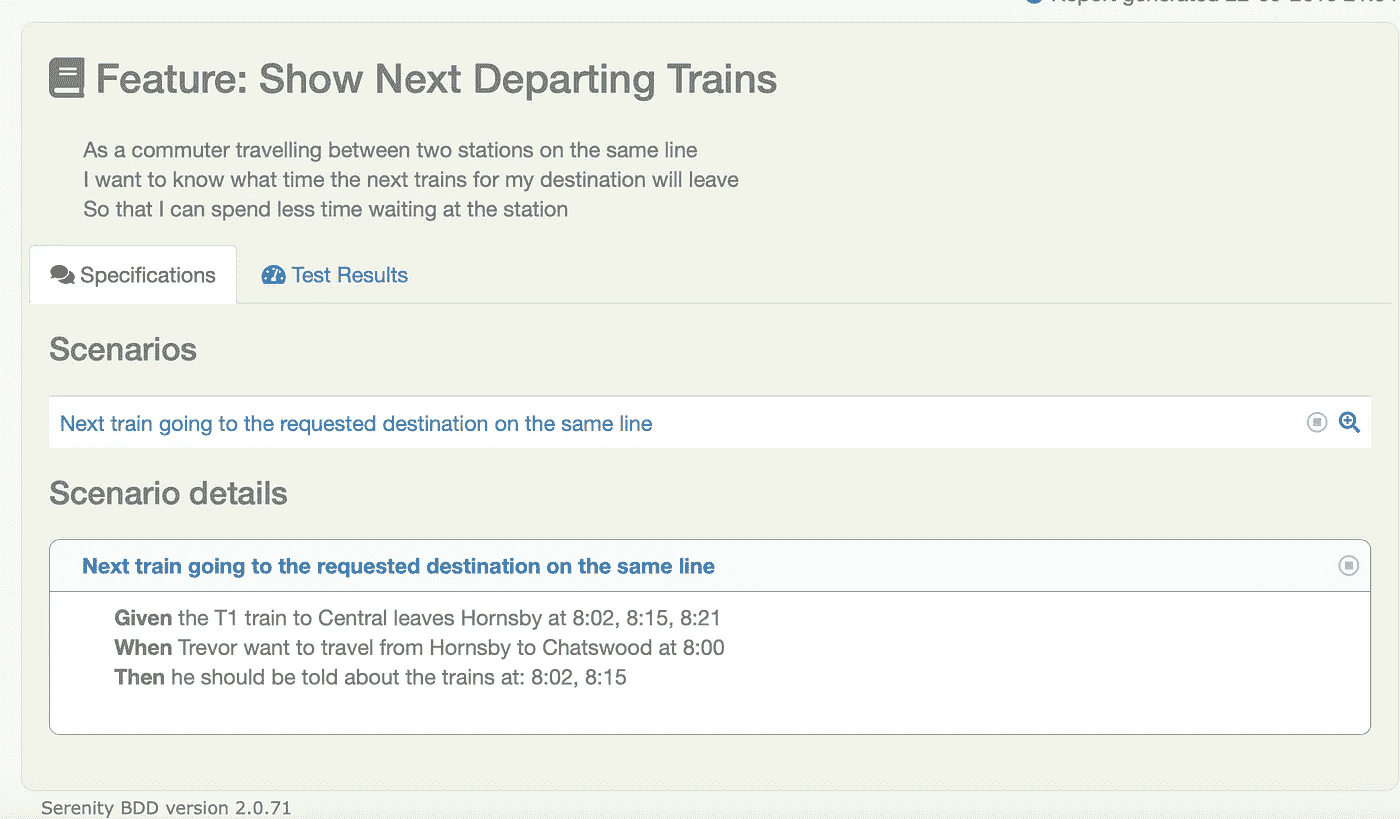 Report generated
Feature: Show Next Departing Trains
As a commuter travelling between two stations on the same line
I want to know what time the next trains for my destination will leave
So that I can spend less time waiting at the station
Specifications
Test Results
Scenarios
Next train going to the requested destination on the same line
Scenario details
Next train going to the requested destination on the same line
Given the T1 train to Central leaves Hornsby at 8:02, 8:15, 8:21
When Trevor want to travel from Hornsby to Chatswood at 8:00
Then he should be told about the trains at: 8:02, 8:15
Serenity BDD version 2.0.71